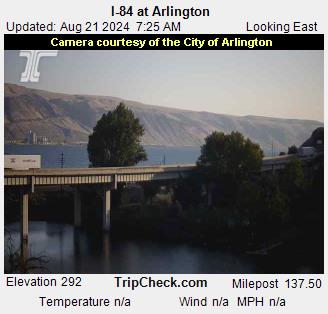 I-84 at Arlington
Updated: Aug 21 2024 7:25 AM Looking East
Camera courtesy of the City of Arlington
Elevation 292 TripCheck.com Milepost 137.50
Temperature n/a Wind n/a MPH n/a